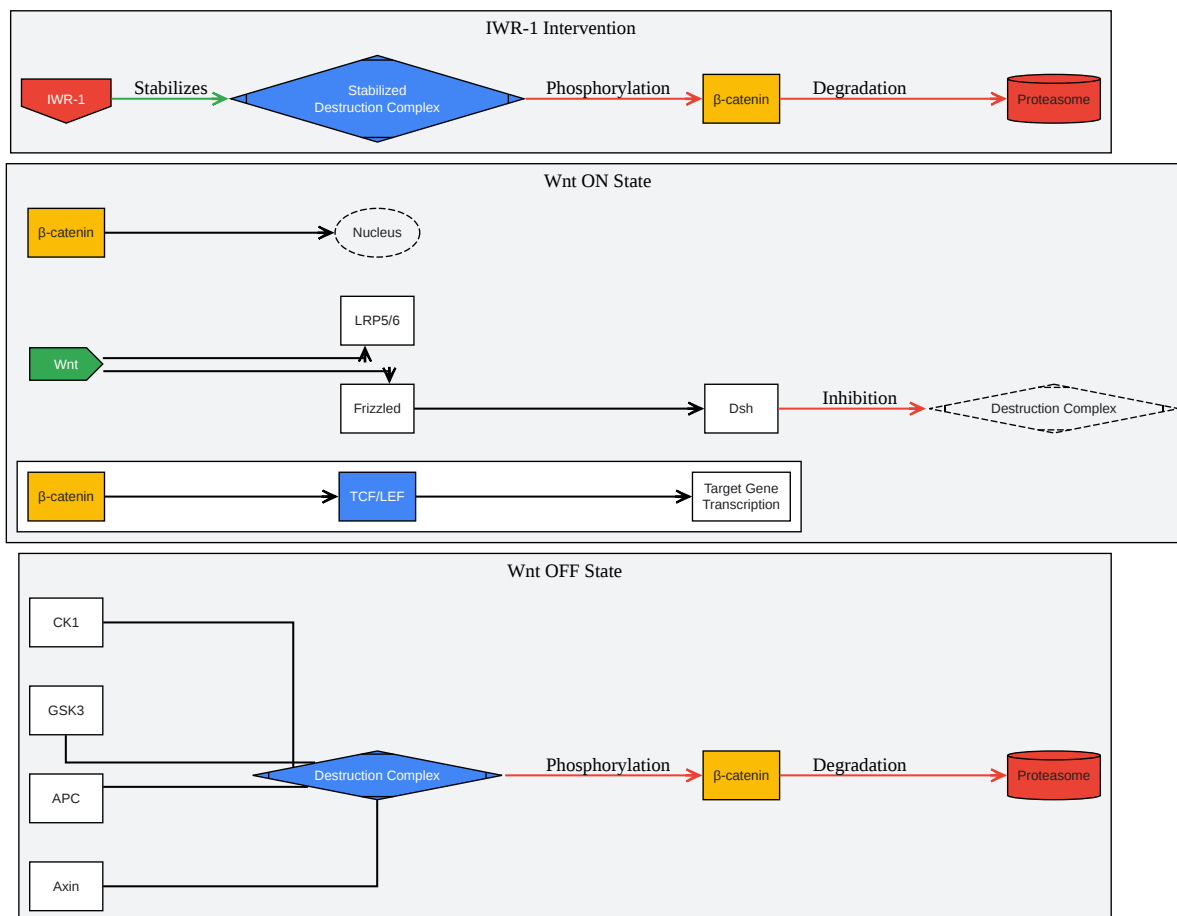 IWR-1 Intervention
IWR-1
Stabilizes
Stabilized
Destruction Complex
Phosphorylation
β-catenin
Degradation
Proteasome
Wnt ON State
β-catenin
Nucleus
LRP5/6
Wnt
Frizzled
Dsh
Inhibition
Destruction Complex
β-catenin
TCF/LEF
Target Gene
Transcription
Wnt OFF State
CK1
GSK3
APC
Axin
Destruction Complex
Phosphorylation
β-catenin
Degradation
Proteasome